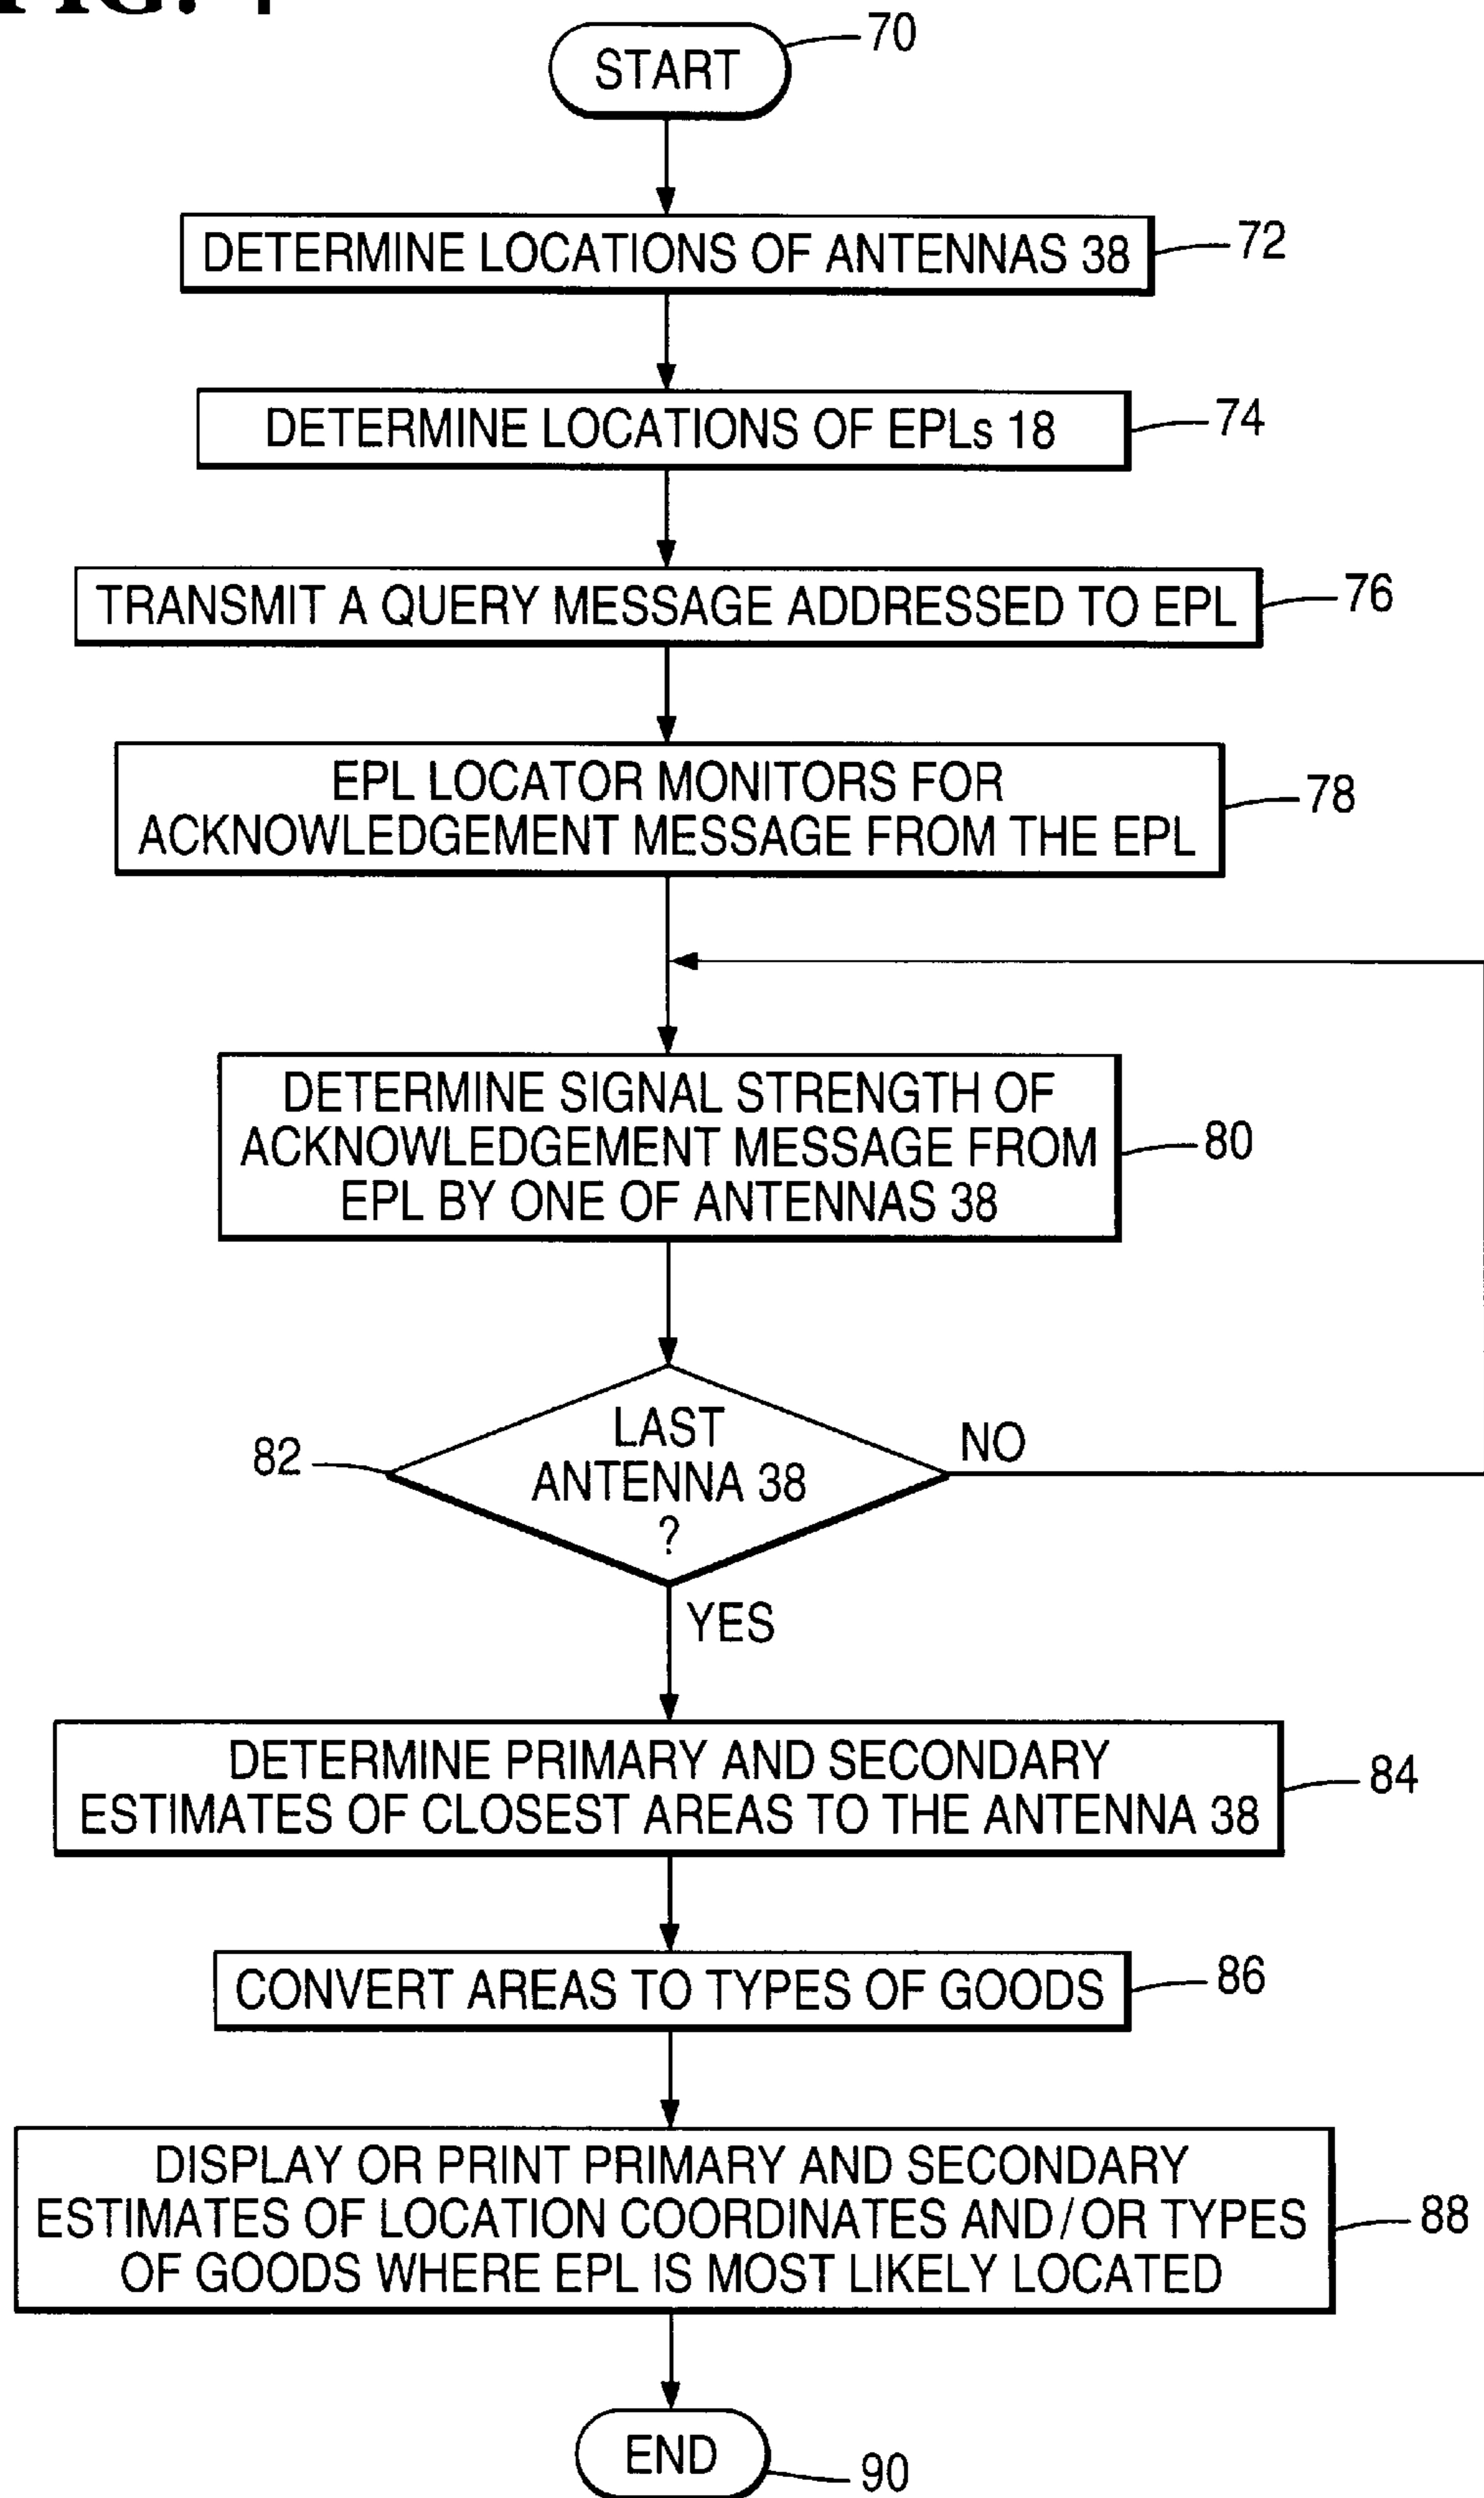 START
70
DETERMINE LOCATIONS OF ANTENNAS 38
72
DETERMINE LOCATIONS OF EPLs 18
74
TRANSMIT A QUERY MESSAGE ADDRESSED TO EPL
76
EPL LOCATOR MONITORS FOR
ACKNOWLEDGEMENT MESSAGE FROM THE EPL
78
DETERMINE SIGNAL STRENGTH OF
ACKNOWLEDGEMENT MESSAGE FROM
EPL BY ONE OF ANTENNAS 38
80
LAST
ANTENNA 38
?
82
NO
YES
DETERMINE PRIMARY AND SECONDARY
ESTIMATES OF CLOSEST AREAS TO THE ANTENNA 38
84
CONVERT AREAS TO TYPES OF GOODS
86
DISPLAY OR PRINT PRIMARY AND SECONDARY
ESTIMATES OF LOCATION COORDINATES AND/OR TYPES
OF GOODS WHERE EPL IS MOST LIKELY LOCATED
88
END
90